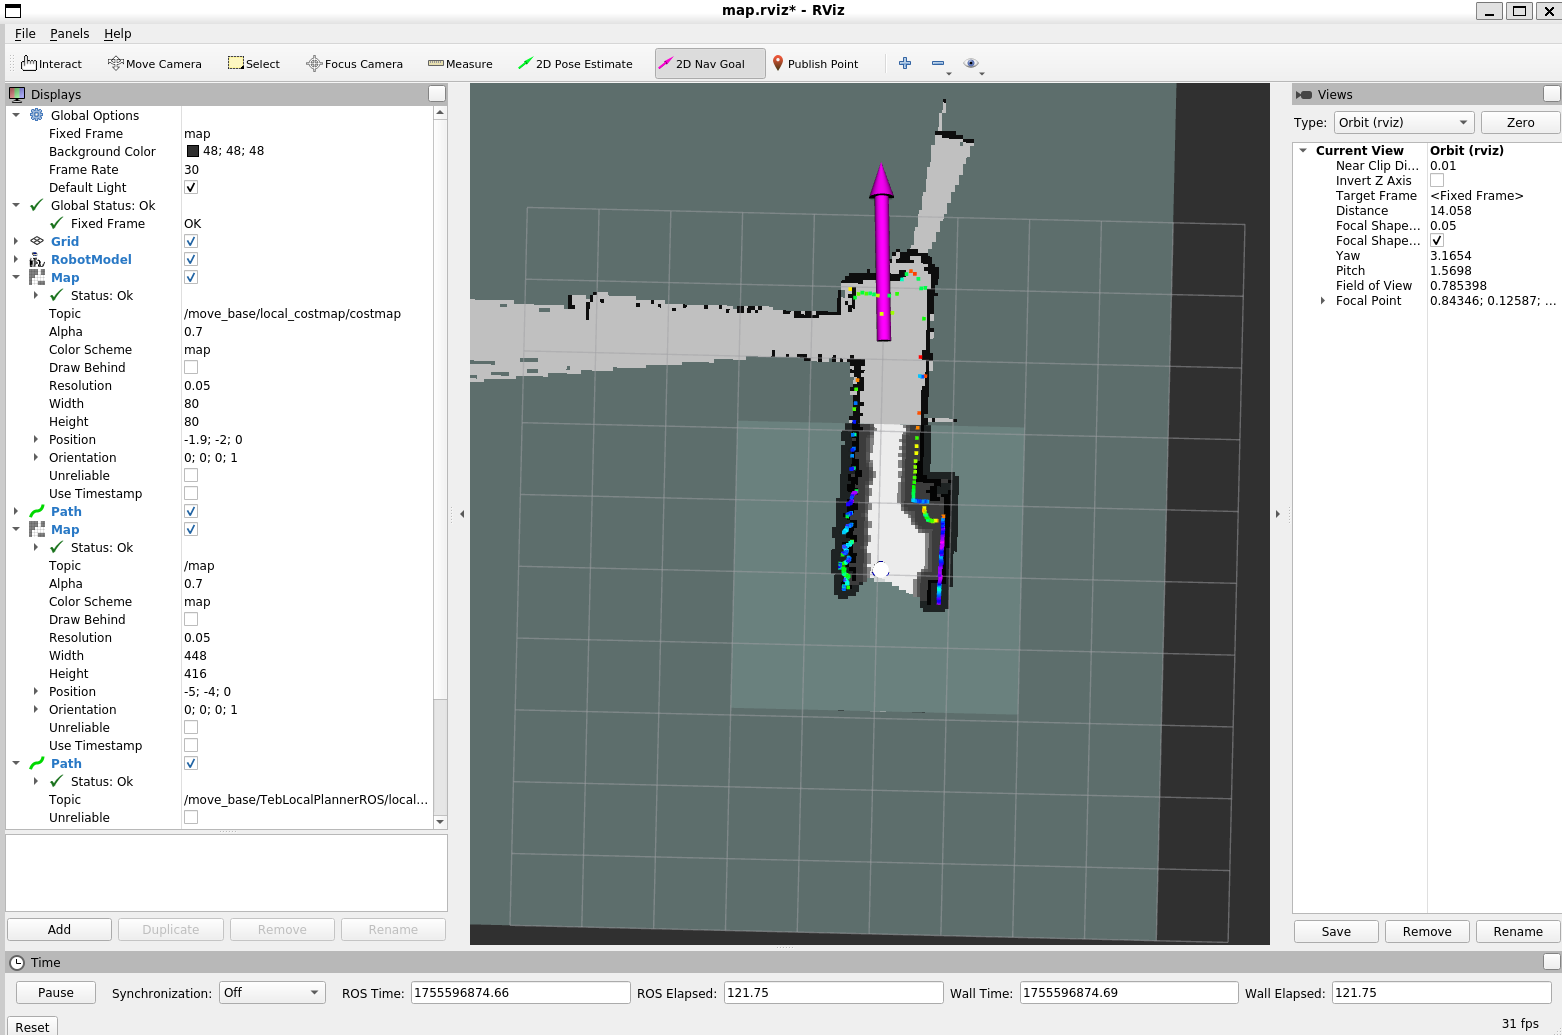 map.rviz* - RViz
File Panels Help
Interact Move Camera Select Focus Camera Measure 2D Pose Estimate 2D Nav Goal Publish Point
Displays
Global Options
Fixed Frame map
Background Color 48; 48; 48
Frame Rate 30
Default Light
Global Status: Ok
Fixed Frame OK
Grid
RobotModel
Map
Status: Ok
Topic /move_base/local_costmap/costmap
Alpha 0.7
Color Scheme map
Draw Behind
Resolution 0.05
Width 80
Height 80
Position -1.9; -2; 0
Orientation 0; 0; 0; 1
Unreliable
Use Timestamp
Path
Map
Status: Ok
Topic /map
Alpha 0.7
Color Scheme map
Draw Behind
Resolution 0.05
Width 448
Height 416
Position -5; -4; 0
Orientation 0; 0; 0; 1
Unreliable
Use Timestamp
Path
Status: Ok
Topic /move_base/TebLocalPlannerROS/local...
Unreliable
Add Duplicate Remove Rename
Views
Type: Orbit (rviz) Zero
Current View Orbit (rviz)
Near Clip Di... 0.01
Invert Z Axis
Target Frame <Fixed Frame>
Distance 14.058
Focal Shape... 0.05
Focal Shape...
Yaw 3.1654
Pitch 1.5698
Field of View 0.785398
Focal Point 0.84346; 0.12587; ...
Save Remove Rename
Time
Pause Synchronization: Off ROS Time: 1755596874.66 ROS Elapsed: 121.75 Wall Time: 1755596874.69 Wall Elapsed: 121.75
Reset 31 fps